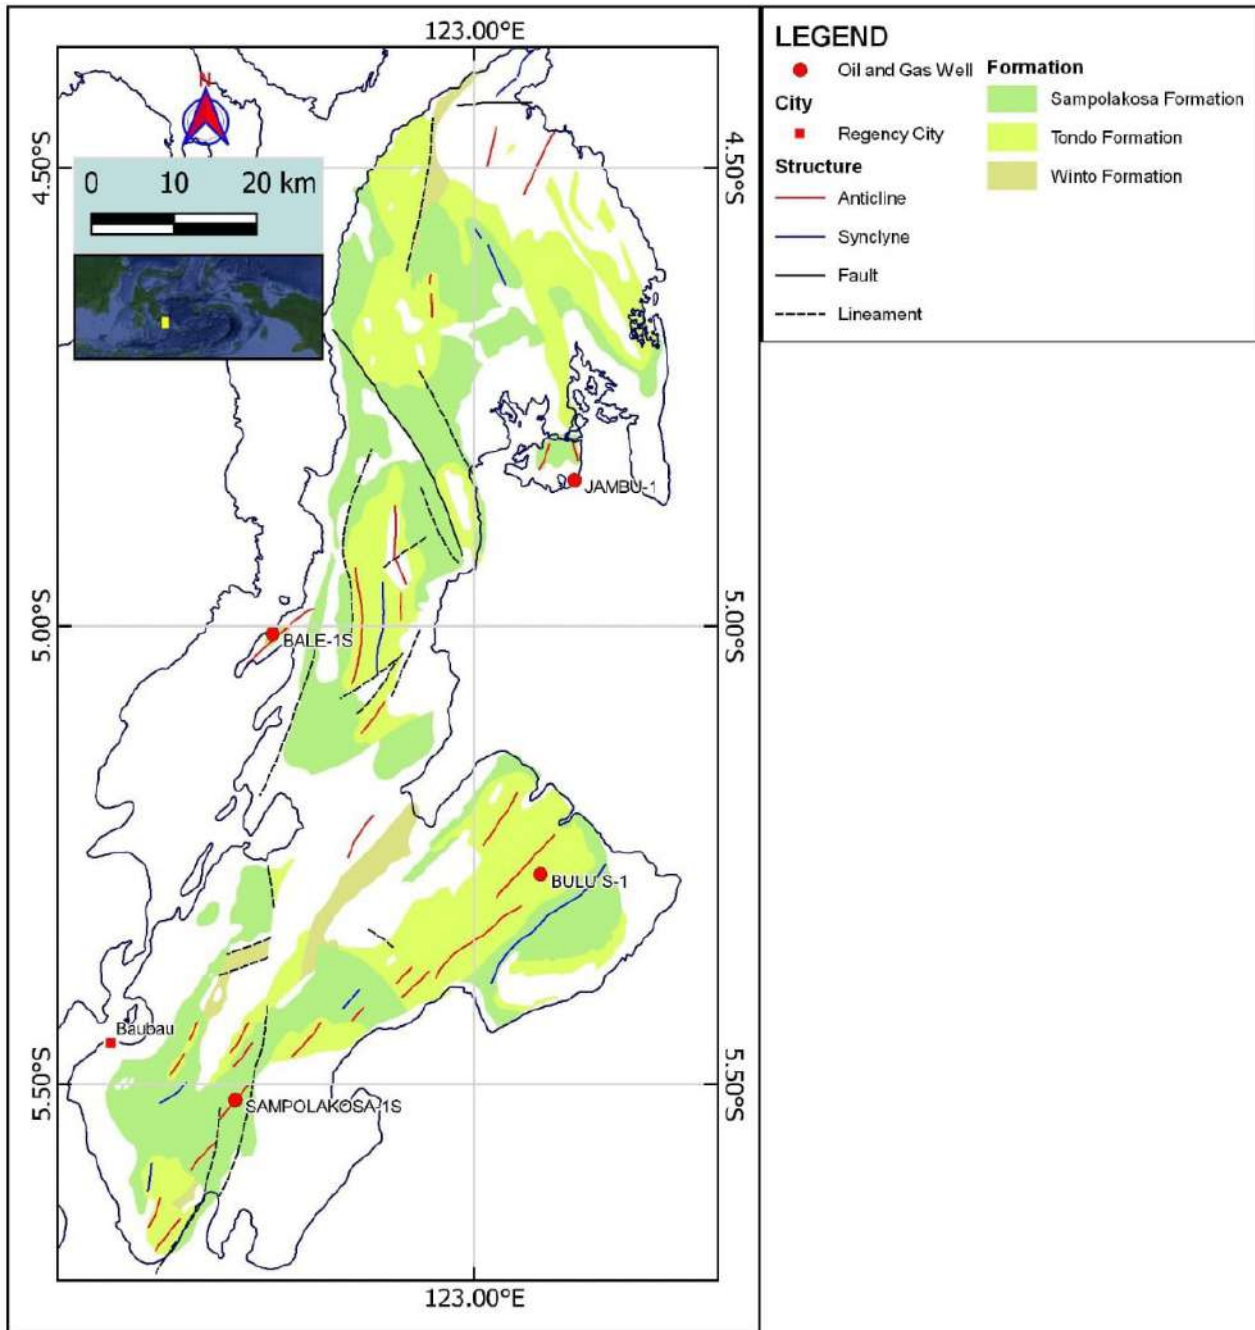 123.00°E
N
0 10 20 km
4.50°S
4.50°S
JAMBU-1
5.00°S
5.00°S
BALE-1S
BULU S-1
Baubau
5.50°S
5.50°S
SAMPOLAKOSA-1S
123.00°E
LEGEND
Oil and Gas Well
City
Regency City
Structure
Anticline
Synclyne
Fault
Lineament
Formation
Sampolakosa Formation
Tondo Formation
Winto Formation